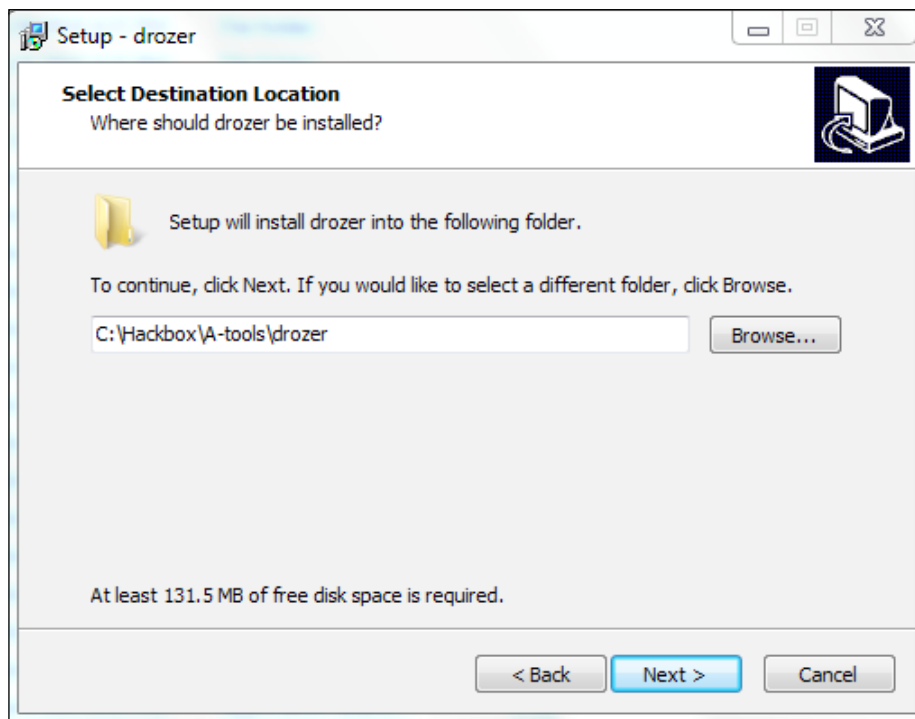 Setup - drozer
Select Destination Location
Where should drozer be installed?
Setup will install drozer into the following folder.
To continue, click Next. If you would like to select a different folder, click Browse.
C:\Hackbox\A-tools\drozer
Browse...
At least 131.5 MB of free disk space is required.
< Back
Next >
Cancel